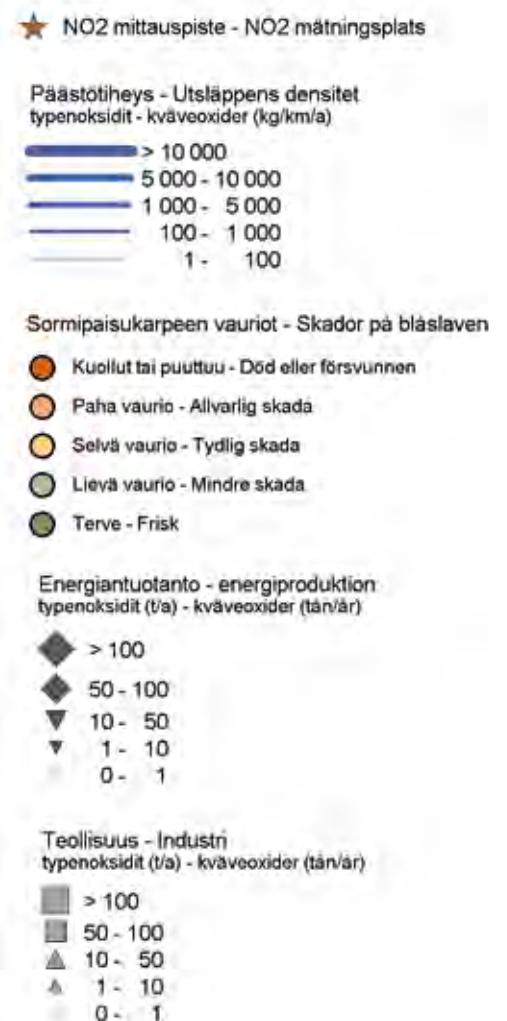 NO2 mittauspiste - NO2 mätningsplats
Päästötiheys - Utsläppens densitet
typenoksidit - kväveoxider (kg/km/a)
> 10 000
5 000 - 10 000
1 000 - 5 000
100 - 1 000
1 - 100
Sormipaisukarpeen vauriot - Skador på blåslaven
Kuollut tai puuttuu - Död eller försvunnen
Paha vaurio - Allvarlig skada
Selvä vaurio - Tydlig skada
Lievä vaurio - Mindre skada
Terve - Frisk
Energiantuotanto - energiproduktion
typenoksidit (t/a) - kväveoxider (tån/år)
> 100
50 - 100
10 - 50
1 - 10
0 - 1
Teollisuus - Industri
typenoksidit (t/a) - kväveoxider (tån/år)
> 100
50 - 100
10 - 50
1 - 10
0 - 1